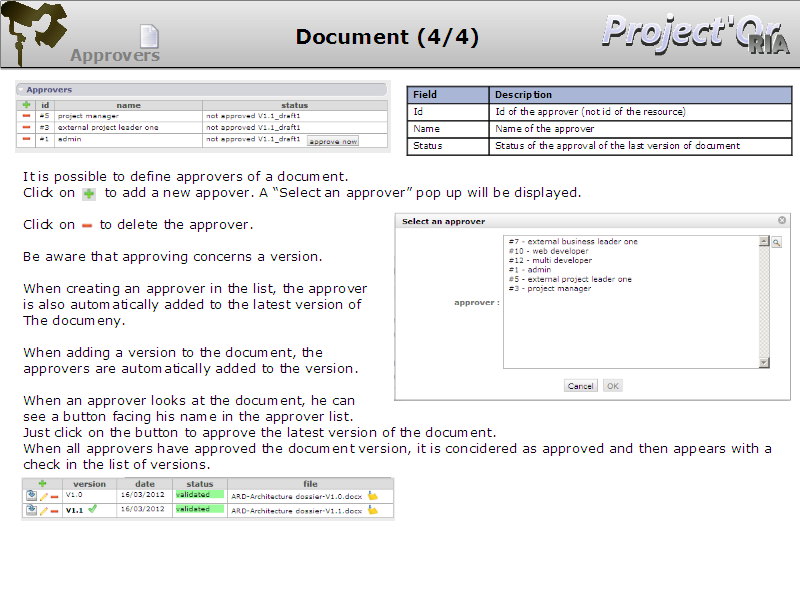 Document (4/4)
Project'Or
RIA
Approvers
Approvers
id name status
#5 project manager not approved V1.1_draft1
#3 external project leader one not approved V1.1_draft1
#1 admin not approved V1.1_draft1 approve now
Field Description
Id Id of the approver (not id of the resource)
Name Name of the approver
Status Status of the approval of the last version of document
It is possible to define approvers of a document.
Click on to add a new appover. A “Select an approver” pop up will be displayed.
Click on to delete the approver.
Be aware that approving concerns a version.
When creating an approver in the list, the approver
is also automatically added to the latest version of
The documeny.
When adding a version to the document, the
approvers are automatically added to the version.
When an approver looks at the document, he can
see a button facing his name in the approver list.
Just click on the button to approve the latest version of the document.
When all approvers have approved the document version, it is concidered as approved and then appears with a
check in the list of versions.
Select an approver
approver :
#7 - external business leader one
#10 - web developer
#12 - multi developer
#1 - admin
#5 - external project leader one
#3 - project manager
Cancel OK
version date status file
V1.0 16/03/2012 validated ARD-Architecture dossier-V1.0.docx
V1.1 16/03/2012 validated ARD-Architecture dossier-V1.1.docx